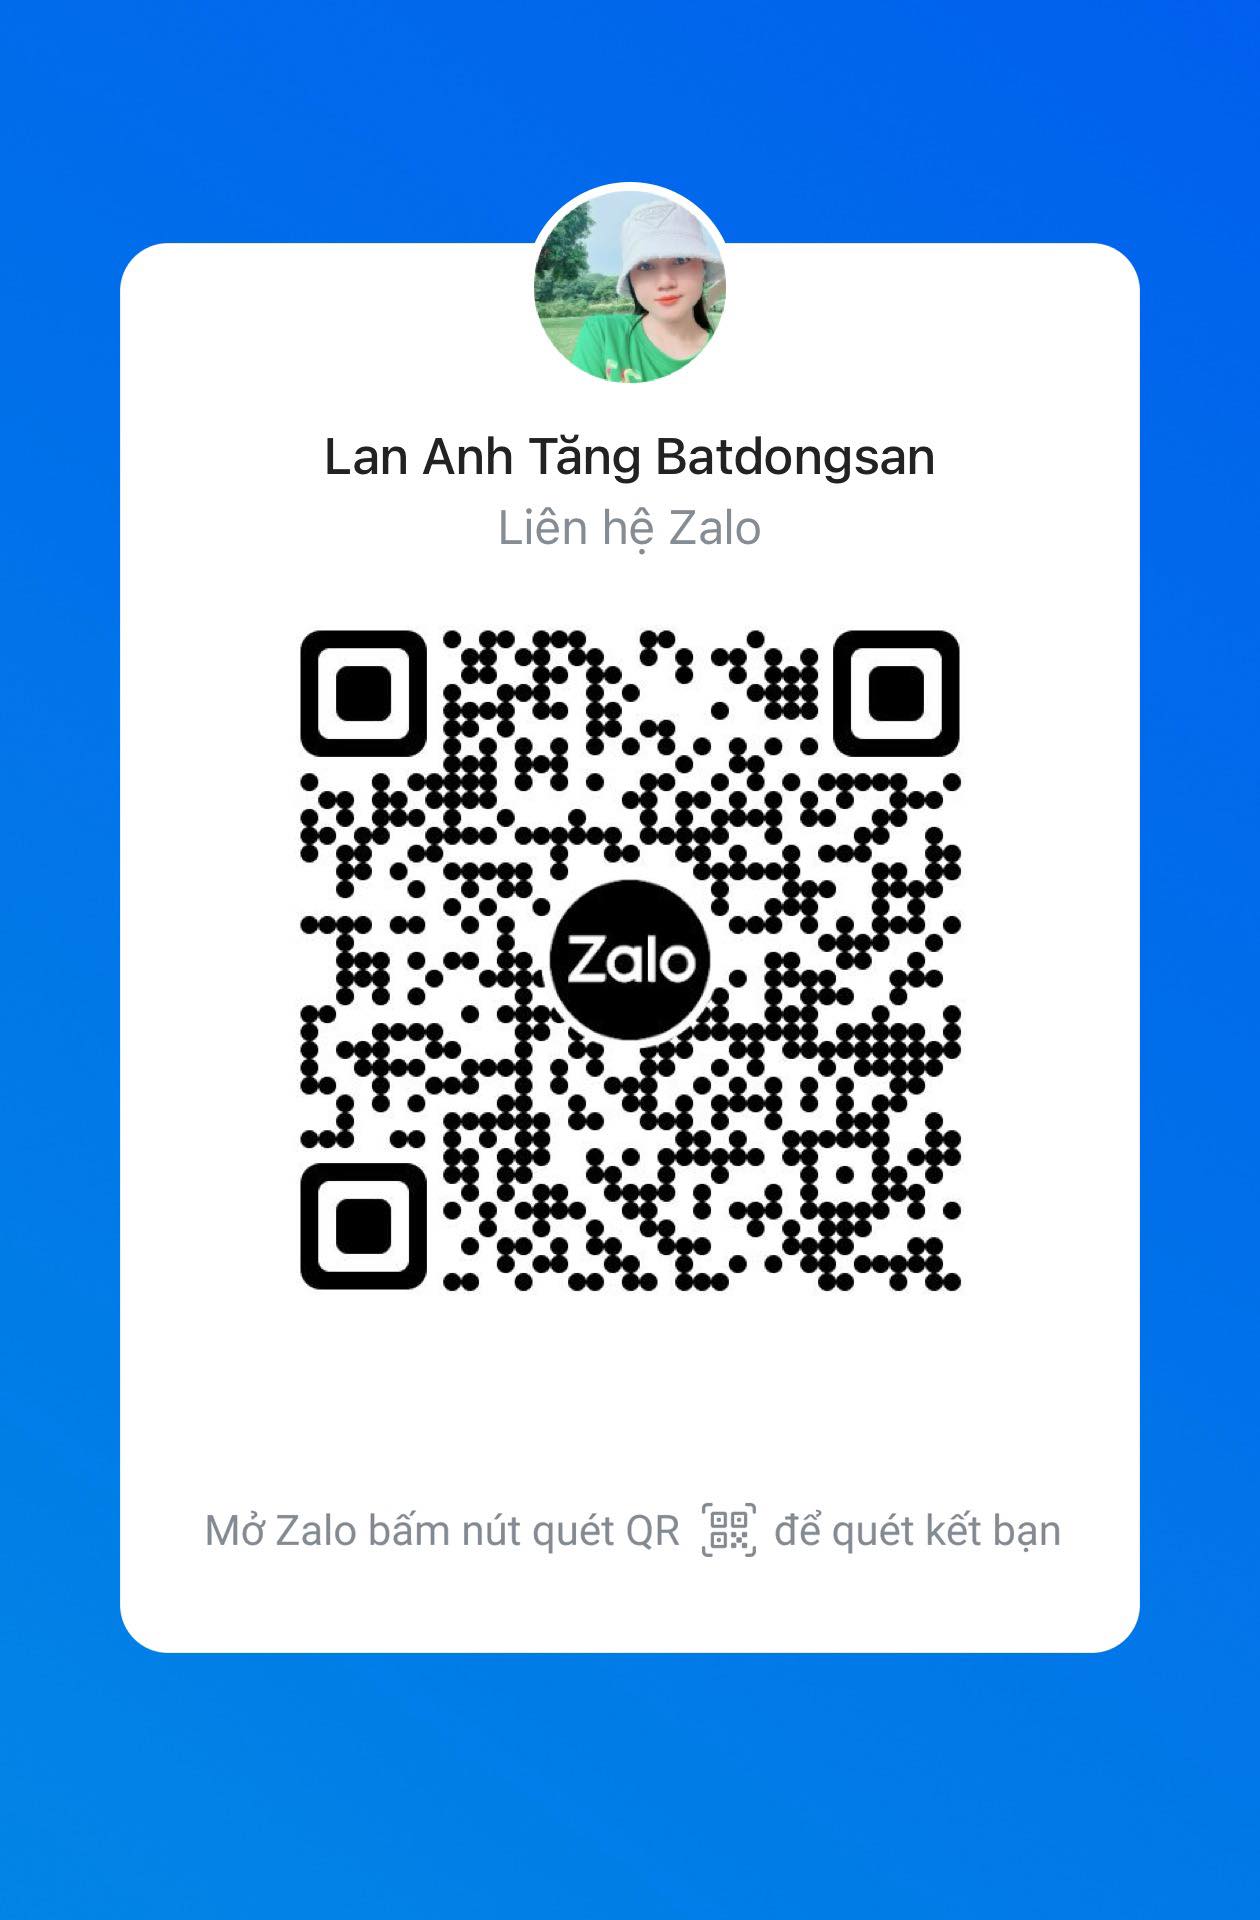 Lan Anh Tăng Batdongsan
Liên hệ Zalo
Zalo
Mở Zalo bấm nút quét QR để quét kết bạn